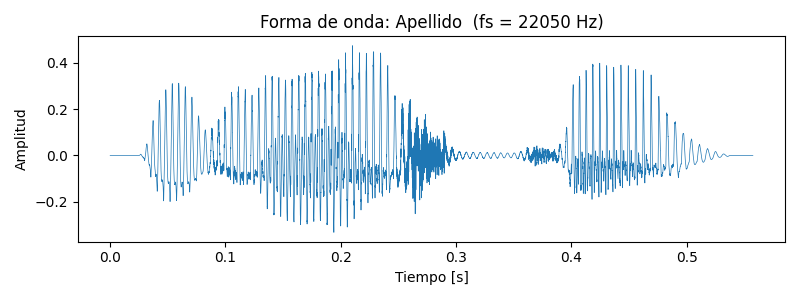 Forma de onda: Apellido  (fs = 22050 Hz)
Amplitud
0.4
0.2
0.0
−0.2
0.0 0.1 0.2 0.3 0.4 0.5
Tiempo [s]